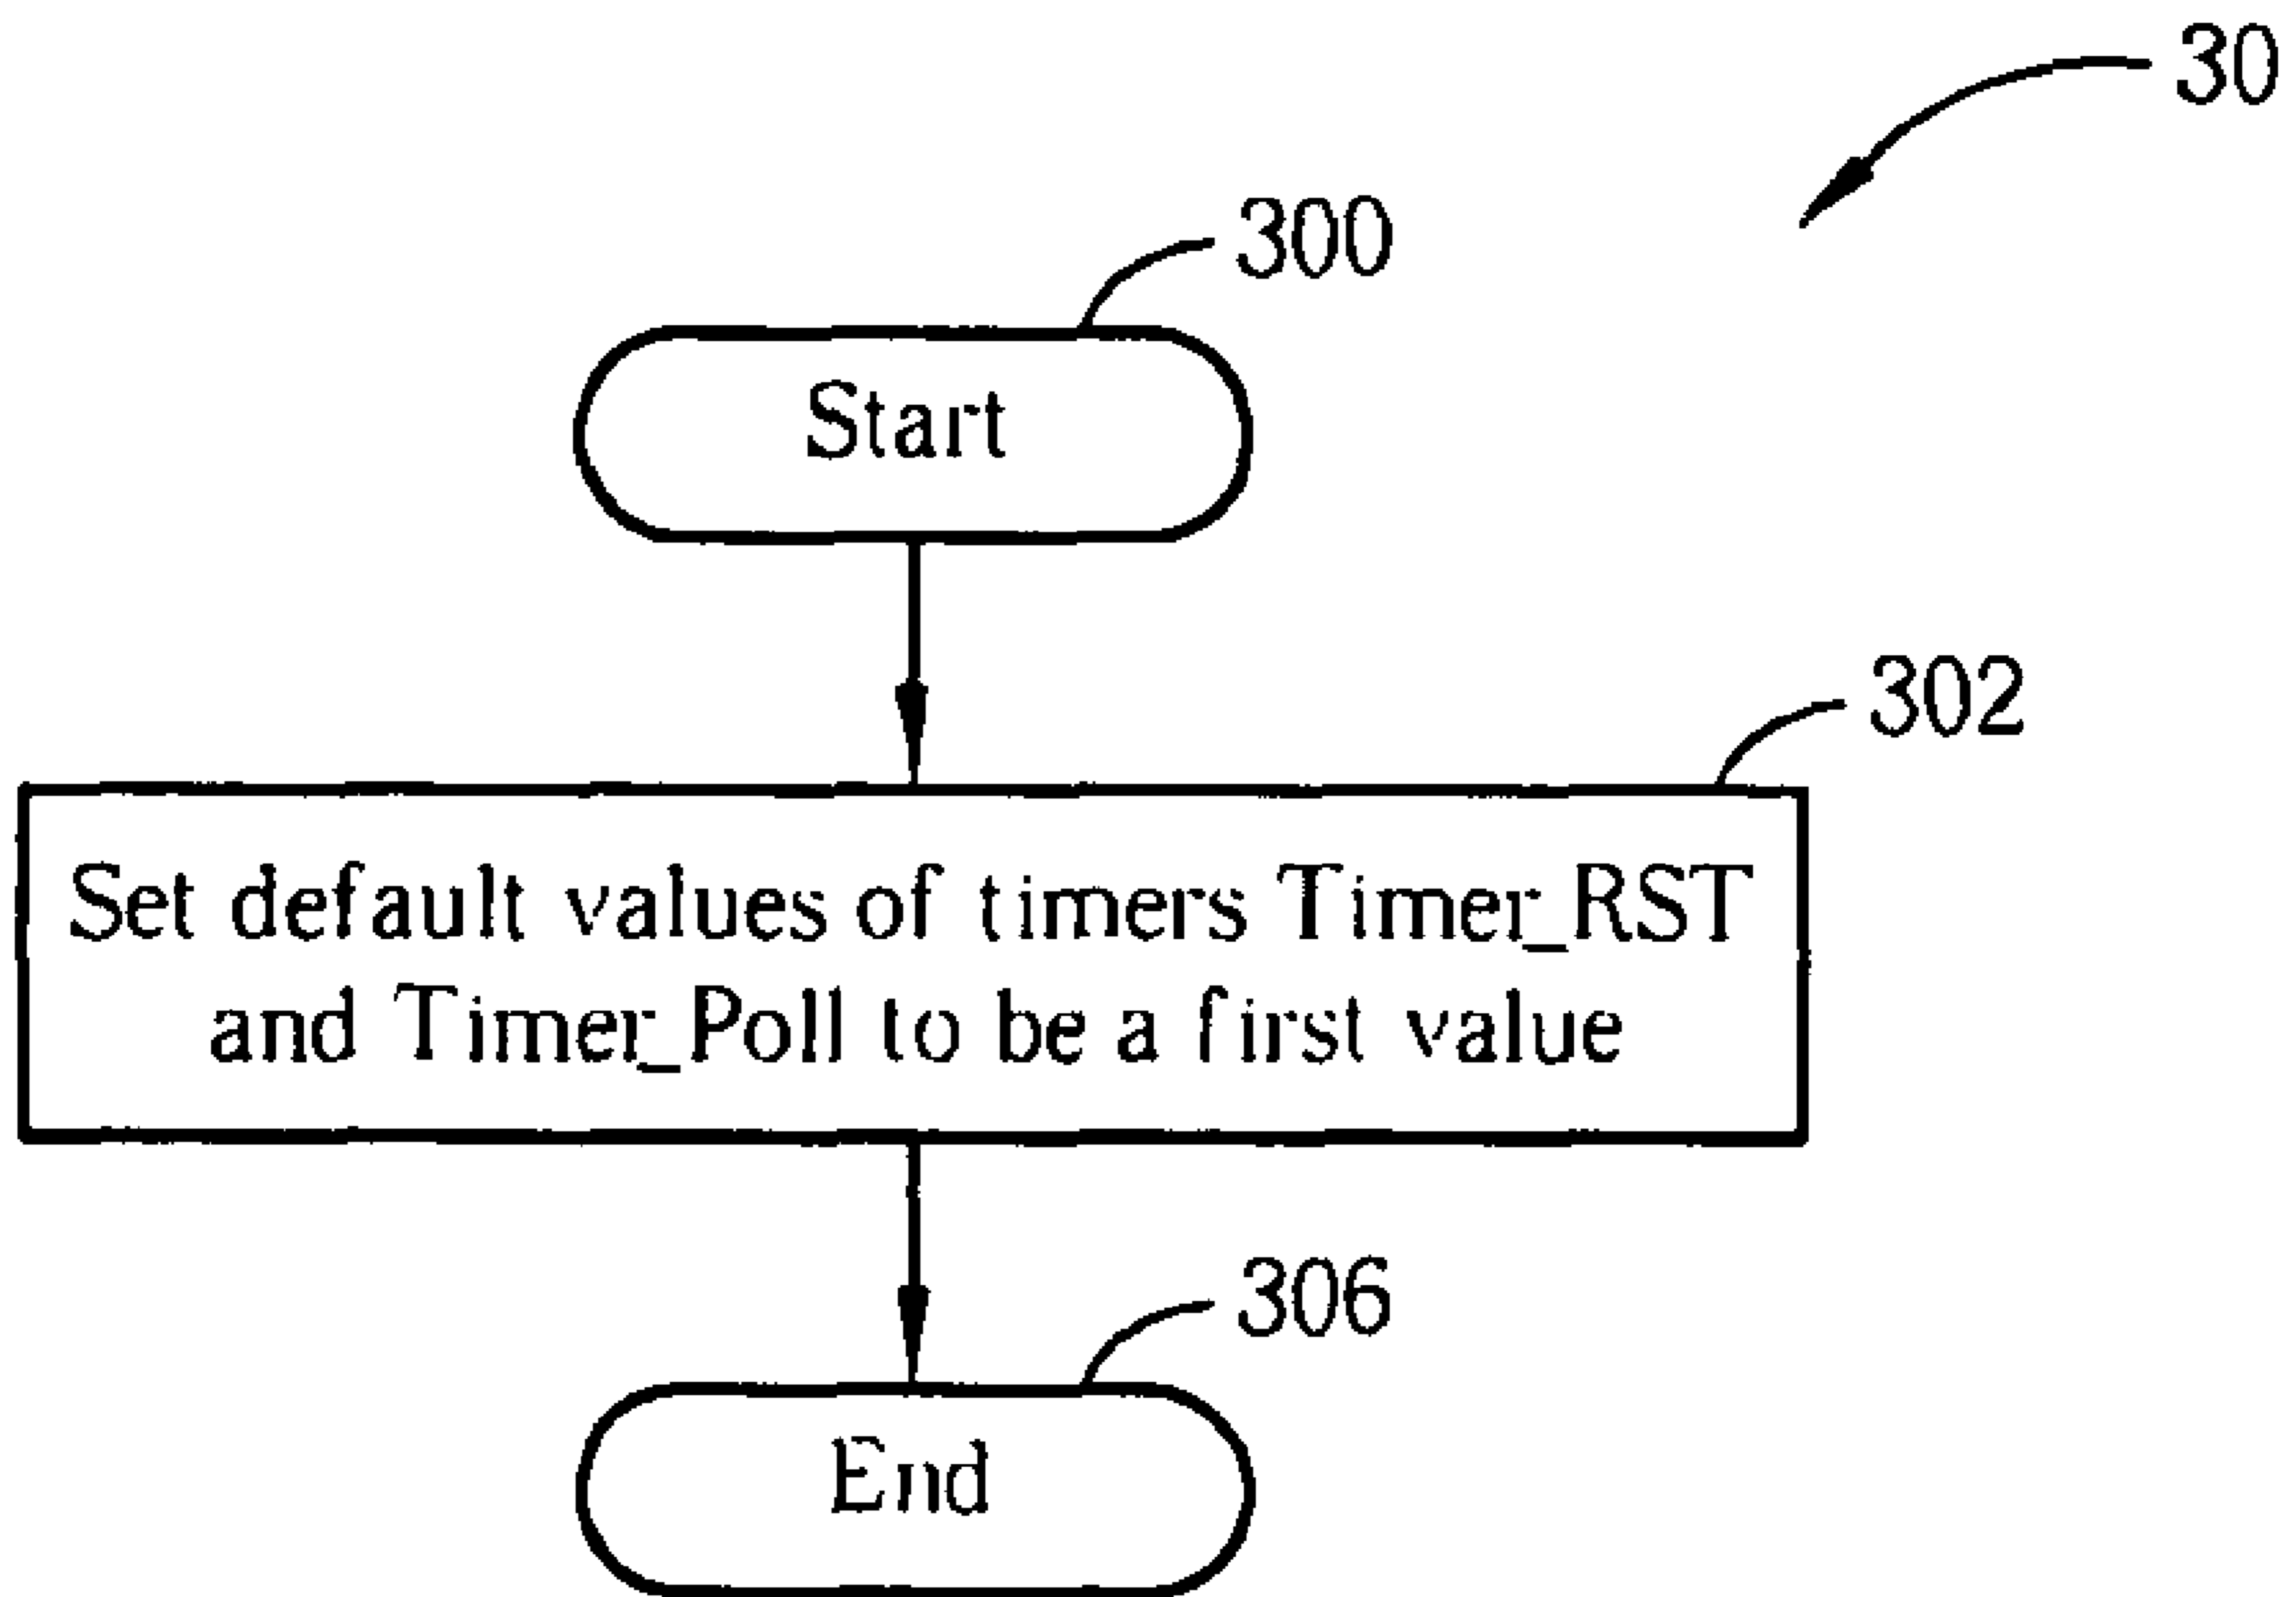 30
300
Start
302
Set default values of timers Timer_RST
and Timer_Poll to be a first value
306
End